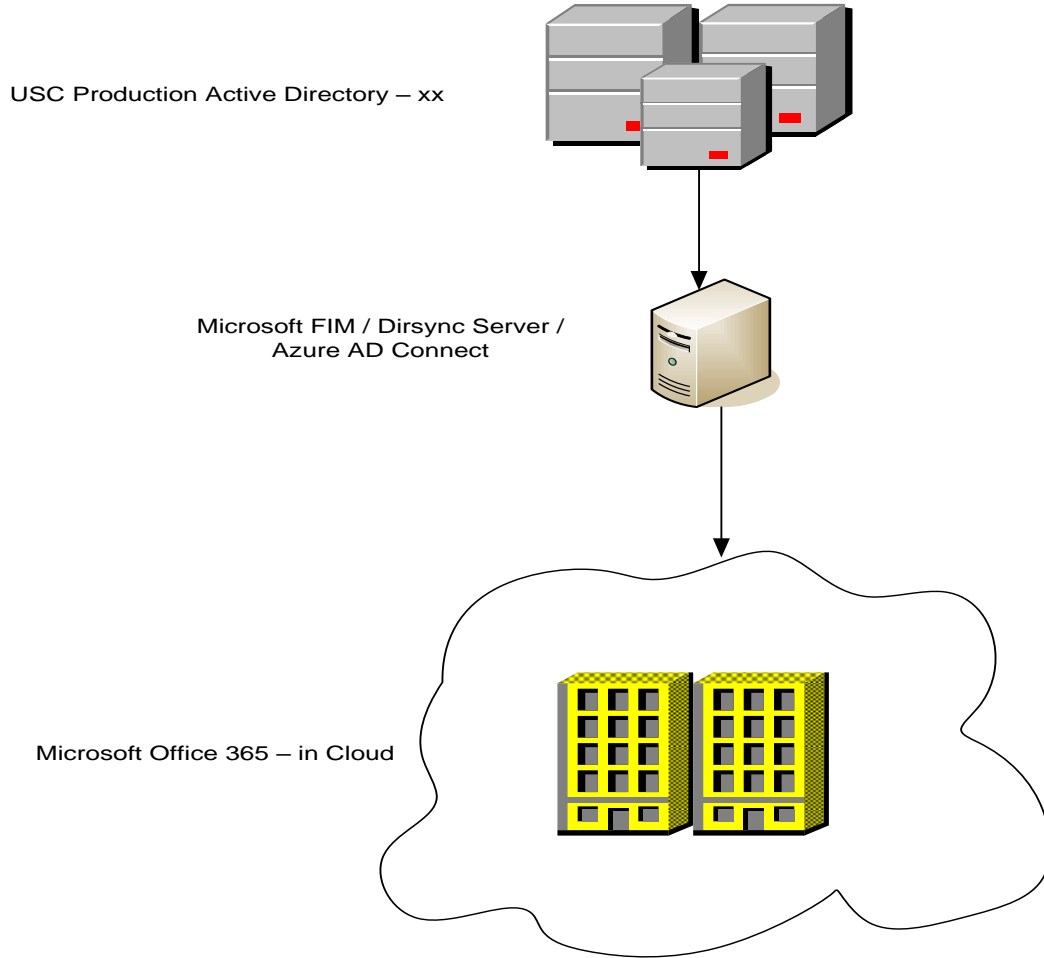 USC Production Active Directory – xx
Microsoft FIM / Dirsync Server /
Azure AD Connect
Microsoft Office 365 – in Cloud